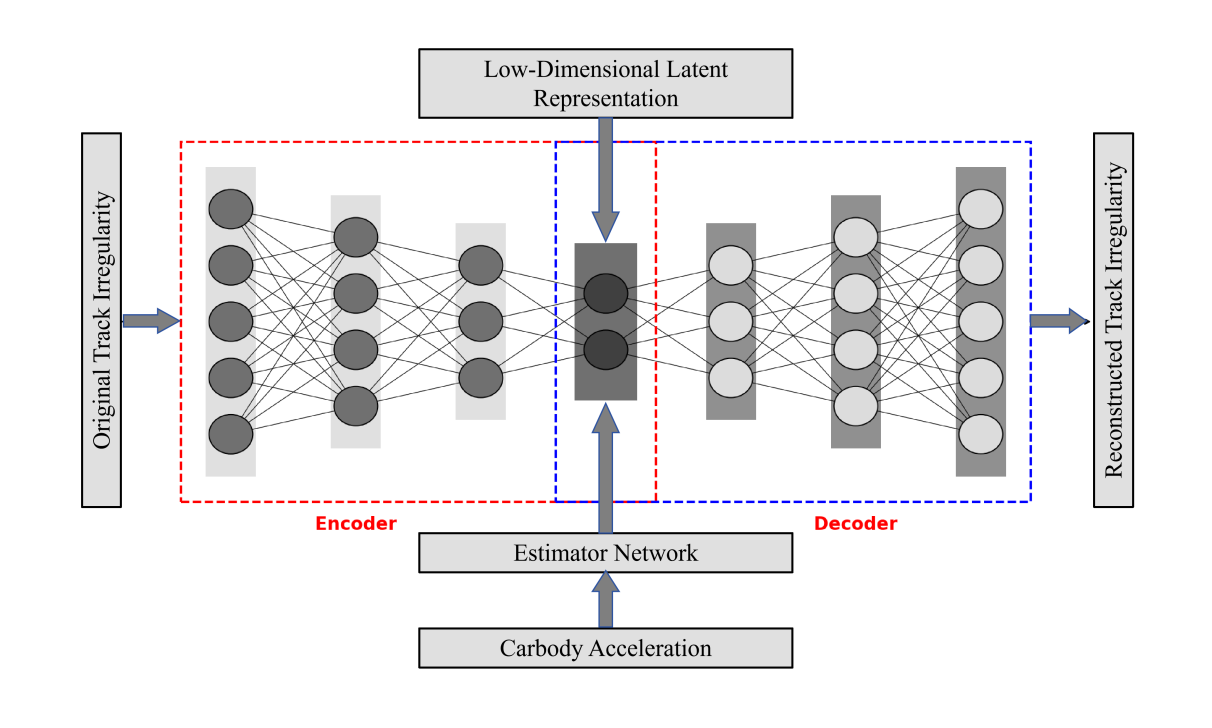 Low-Dimensional Latent
Representation
Original Track Irregularity
Reconstructed Track Irregularity
Encoder
Decoder
Estimator Network
Carbody Acceleration